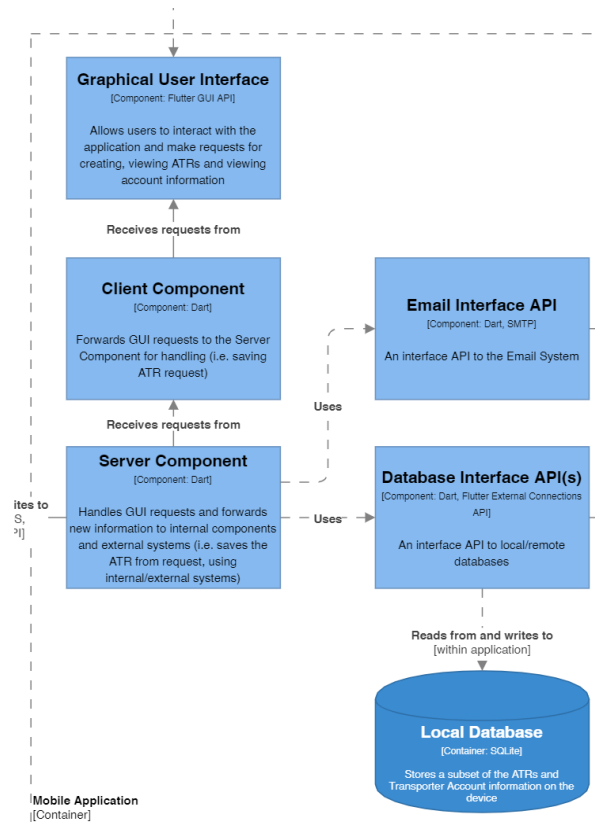 Graphical User Interface
[Component: Flutter GUI API]
Allows users to interact with the
application and make requests for
creating, viewing ATRs and viewing
account information
Receives requests from
Client Component
[Component: Dart]
Forwards GUI requests to the Server
Component for handling (i.e. saving
ATR request)
Email Interface API
[Component: Dart, SMTP]
An interface API to the Email System
Uses
Receives requests from
Server Component
[Component: Dart]
Handles GUI requests and forwards
new information to internal components
and external systems (i.e. saves the
ATR from request, using
internal/external systems)
ites to
S,
PI]
Uses
Database Interface API(s)
[Component: Dart, Flutter External Connections
API]
An interface API to local/remote
databases
Reads from and writes to
[within application]
Local Database
[Container: SQLite]
Stores a subset of the ATRs and
Transporter Account information on the
device
Mobile Application
[Container]